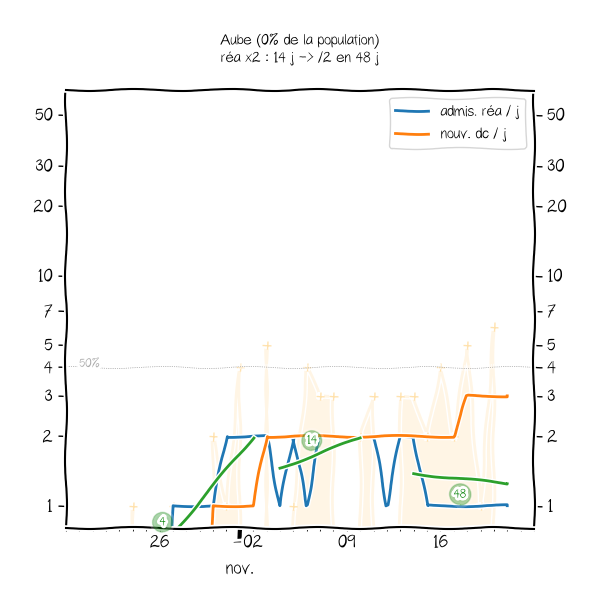 Aube (0% de la population)
réa x2 : 14 j -> /2 en 48 j
admis. réa / j
nouv. dc / j
50 50
30 30
20 20
10 10
7 7
5 5
4 4
50%
3 3
2 2
14
48
1 1
4
26 02 09 16
nov.